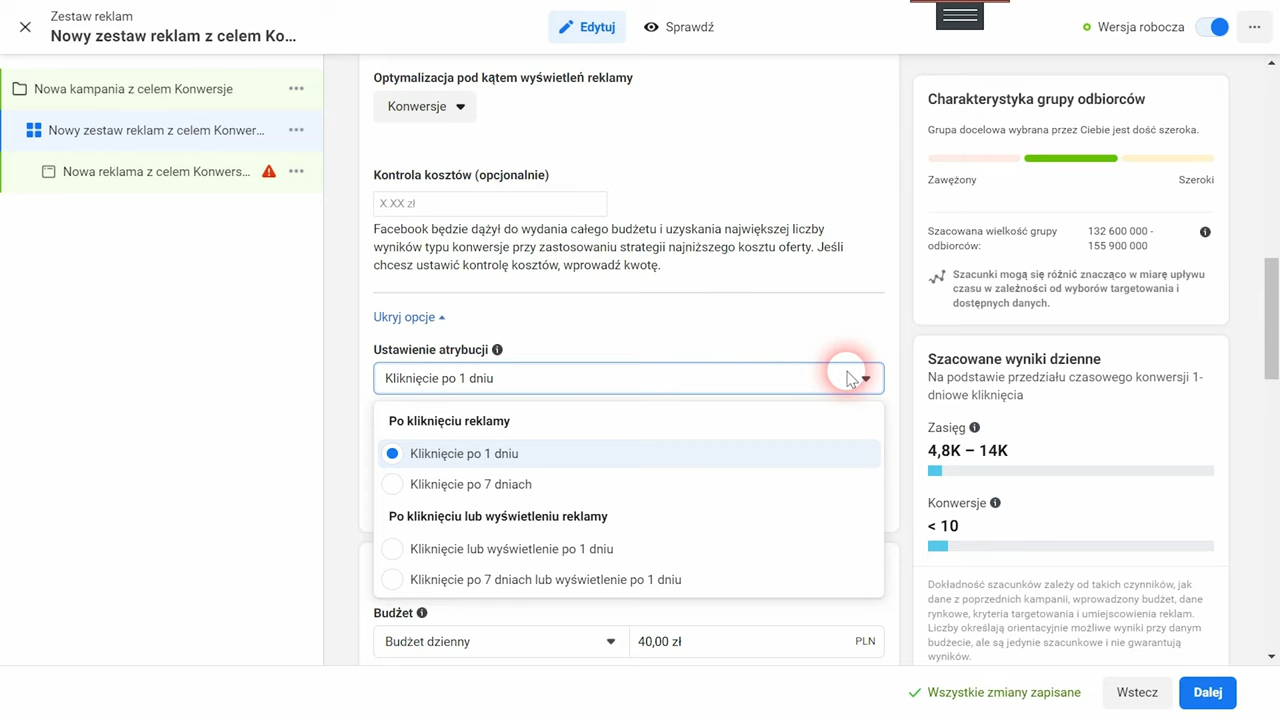 Zestaw reklam
Nowy zestaw reklam z celem Ko...
Edytuj
Sprawdź
Wersja robocza
Nowa kampania z celem Konwersje
Nowy zestaw reklam z celem Konwer...
Nowa reklama z celem Konwers...
Optymalizacja pod kątem wyświetleń reklamy
Konwersje
Kontrola kosztów (opcjonalnie)
X.XX zł
Facebook będzie dążył do wydania całego budżetu i uzyskania największej liczby
wyników typu konwersje przy zastosowaniu strategii najniższego kosztu oferty. Jeśli
chcesz ustawić kontrolę kosztów, wprowadź kwotę.
Ukryj opcje
Ustawienie atrybucji
Kliknięcie po 1 dniu
Po kliknięciu reklamy
Kliknięcie po 1 dniu
Kliknięcie po 7 dniach
Po kliknięciu lub wyświetleniu reklamy
Kliknięcie lub wyświetlenie po 1 dniu
Kliknięcie po 7 dniach lub wyświetlenie po 1 dniu
Budżet
Budżet dzienny
40,00 zł
PLN
Charakterystyka grupy odbiorców
Grupa docelowa wybrana przez Ciebie jest dość szeroka.
Zawężony
Szeroki
Szacowana wielkość grupy
odbiorców:
132 600 000 -
155 900 000
Szacunki mogą się różnić znacząco w miarę upływu
czasu w zależności od wyborów targetowania i
dostępnych danych.
Szacowane wyniki dzienne
Na podstawie przedziału czasowego konwersji 1-
dniowe kliknięcia
Zasięg
4,8K – 14K
Konwersje
< 10
Dokładność szacunków zależy od takich czynników, jak
dane z poprzednich kampanii, wprowadzony budżet, dane
rynkowe, kryteria targetowania i umiejscowienia reklam.
Liczby określają orientacyjnie możliwe wyniki przy danym
budżecie, ale są jedynie szacunkowe i nie gwarantują
wyników.
Wszystkie zmiany zapisane
Wstecz
Dalej